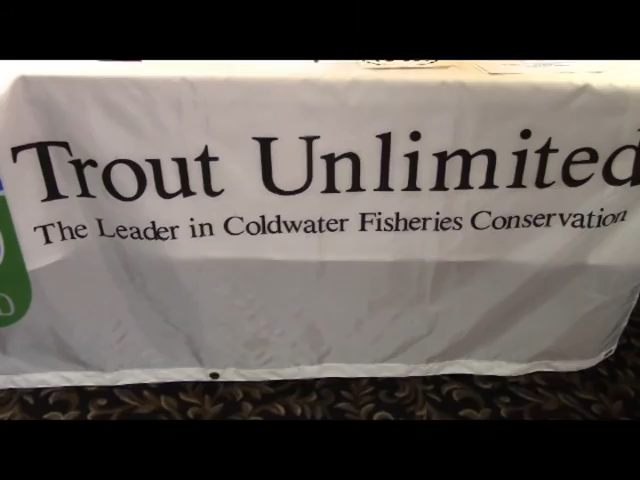 Trout Unlimited
The Leader in Coldwater Fisheries Conservation